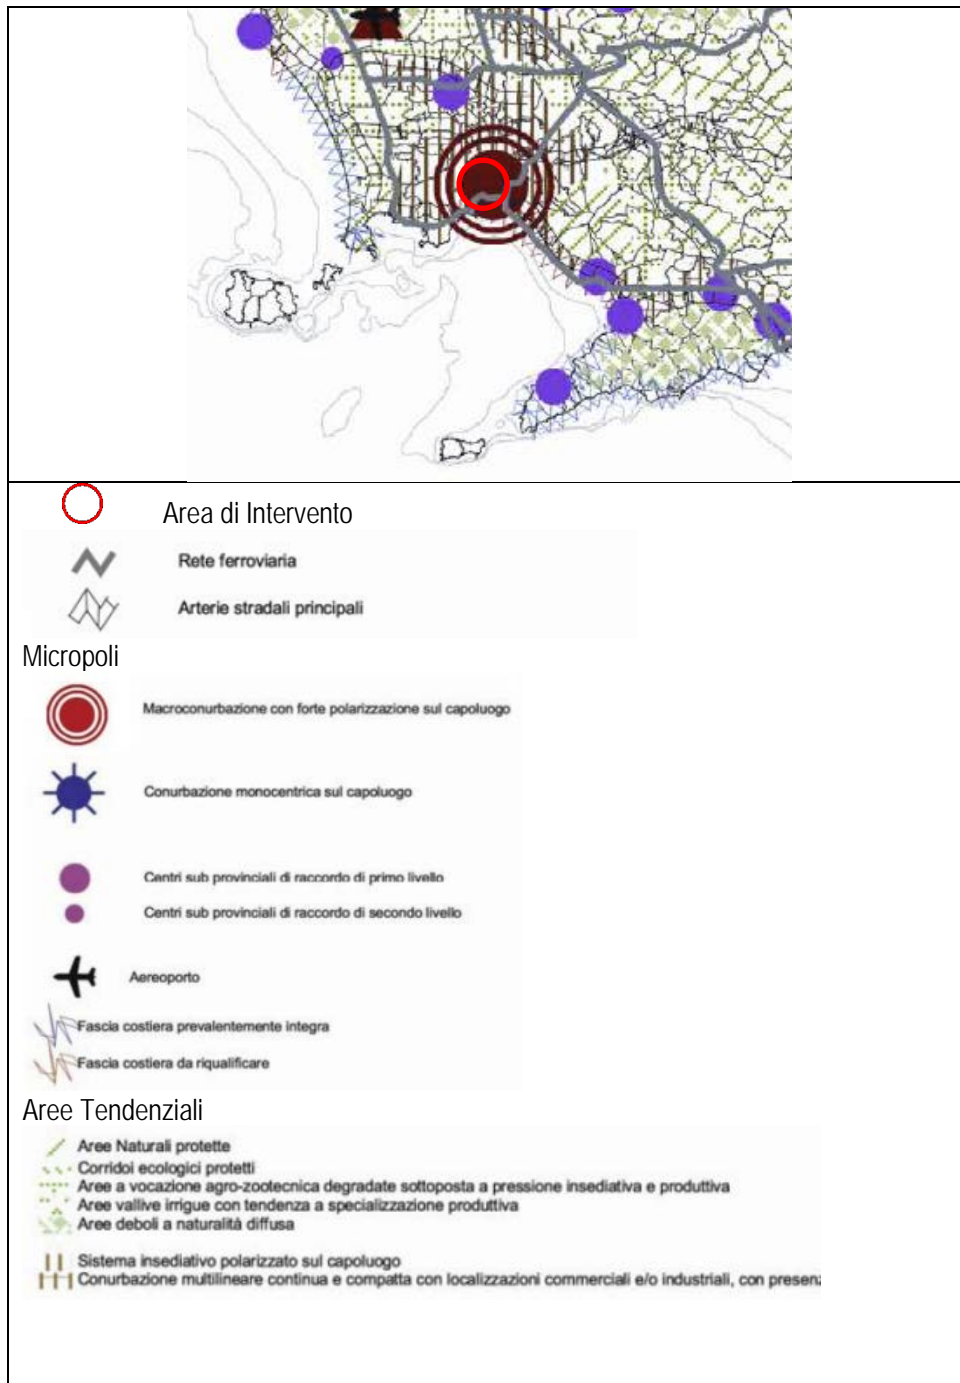 Area di Intervento
Rete ferroviaria
Arterie stradali principali
Micropoli
Macroconurbazione con forte polarizzazione sul capoluogo
Conurbazione monocentrica sul capoluogo
Centri sub provinciali di raccordo di primo livello
Centri sub provinciali di raccordo di secondo livello
Aereoporto
Fascia costiera prevalentemente integra
Fascia costiera da riqualificare
Aree Tendenziali
Aree Naturali protette
Corridoi ecologici protetti
Aree a vocazione agro-zootecnica degradate sottoposta a pressione insediativa e produttiva
Aree vallive irrigue con tendenza a specializzazione produttiva
Aree deboli a naturalità diffusa
Sistema insediativo polarizzato sul capoluogo
Conurbazione multilineare continua e compatta con localizzazioni commerciali e/o industriali, con